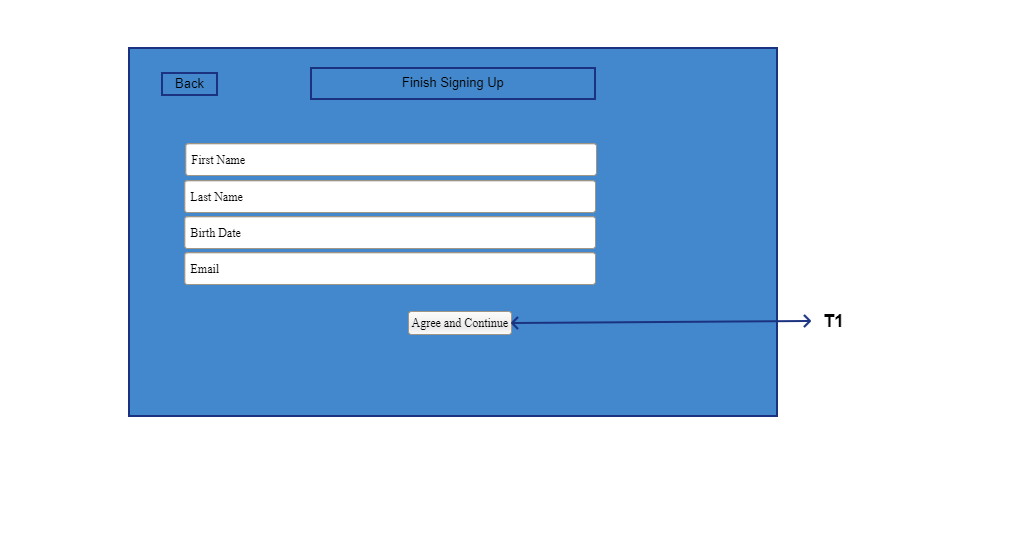 Back
Finish Signing Up
First Name
Last Name
Birth Date
Email
Agree and Continue
T1